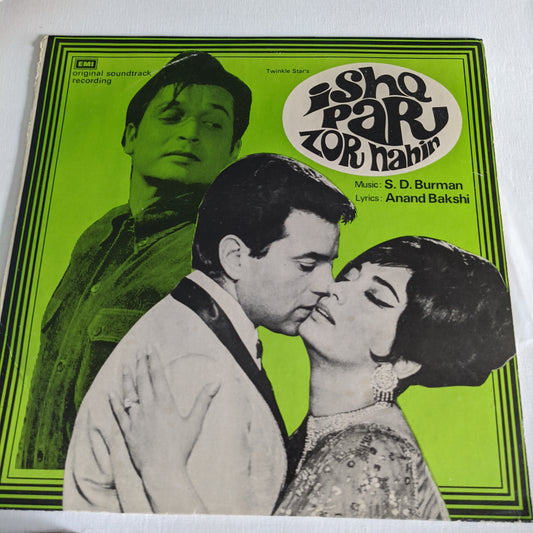 EMI
original soundtrack
recording
Twinkle Star's
ishq
PaR
ZOR nahin
Music: S. D. Burman
Lyrics: Anand Bakshi